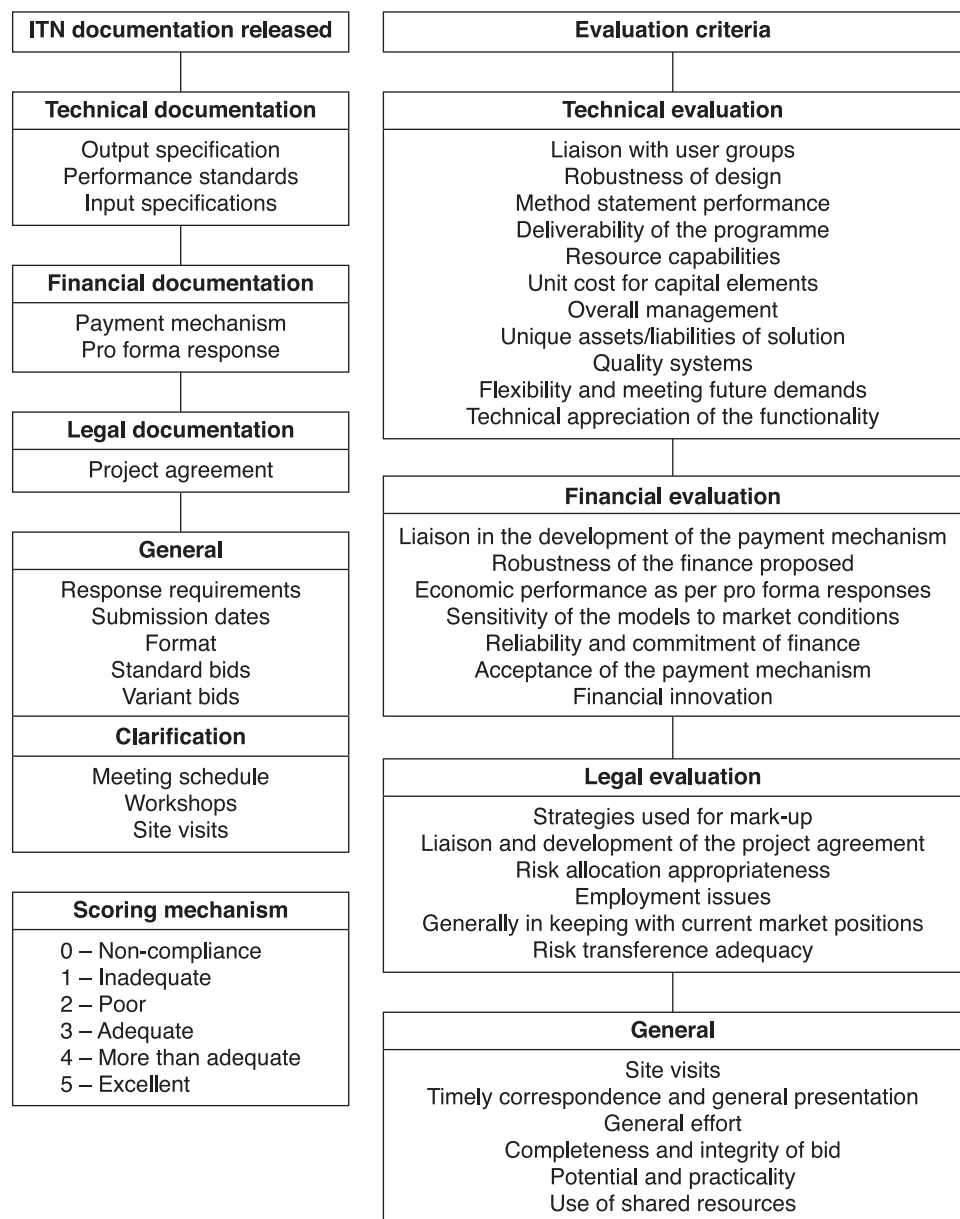 ITN documentation released
Technical documentation
Output specification
Performance standards
Input specifications
Financial documentation
Payment mechanism
Pro forma response
Legal documentation
Project agreement
General
Response requirements
Submission dates
Format
Standard bids
Variant bids
Clarification
Meeting schedule
Workshops
Site visits
Scoring mechanism
0 – Non-compliance
1 – Inadequate
2 – Poor
3 – Adequate
4 – More than adequate
5 – Excellent
Evaluation criteria
Technical evaluation
Liaison with user groups
Robustness of design
Method statement performance
Deliverability of the programme
Resource capabilities
Unit cost for capital elements
Overall management
Unique assets/liabilities of solution
Quality systems
Flexibility and meeting future demands
Technical appreciation of the functionality
Financial evaluation
Liaison in the development of the payment mechanism
Robustness of the finance proposed
Economic performance as per pro forma responses
Sensitivity of the models to market conditions
Reliability and commitment of finance
Acceptance of the payment mechanism
Financial innovation
Legal evaluation
Strategies used for mark-up
Liaison and development of the project agreement
Risk allocation appropriateness
Employment issues
Generally in keeping with current market positions
Risk transference adequacy
General
Site visits
Timely correspondence and general presentation
General effort
Completeness and integrity of bid
Potential and practicality
Use of shared resources